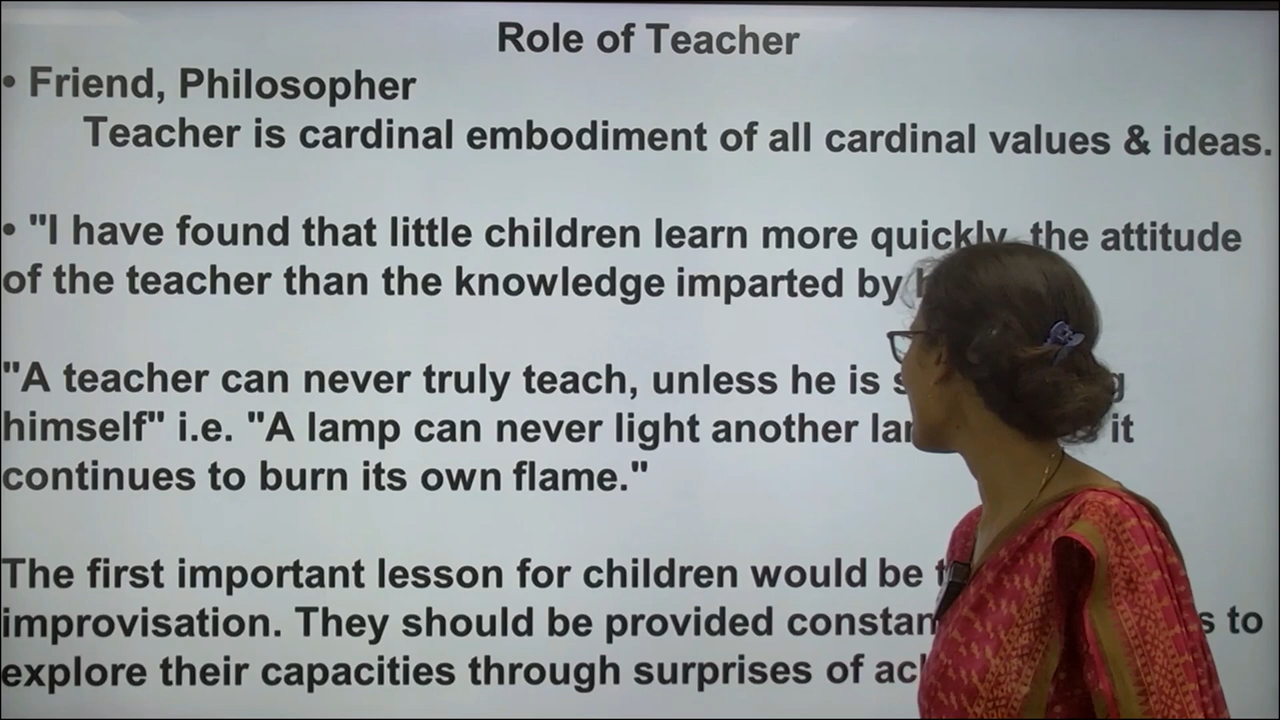 Role of Teacher
• Friend, Philosopher
Teacher is cardinal embodiment of all cardinal values & ideas.
• "I have found that little children learn more quickly the attitude
of the teacher than the knowledge imparted by
"A teacher can never truly teach, unless he is
himself" i.e. "A lamp can never light another it
continues to burn its own flame."
The first important lesson for children would be
improvisation. They should be provided to
explore their capacities through surprises of